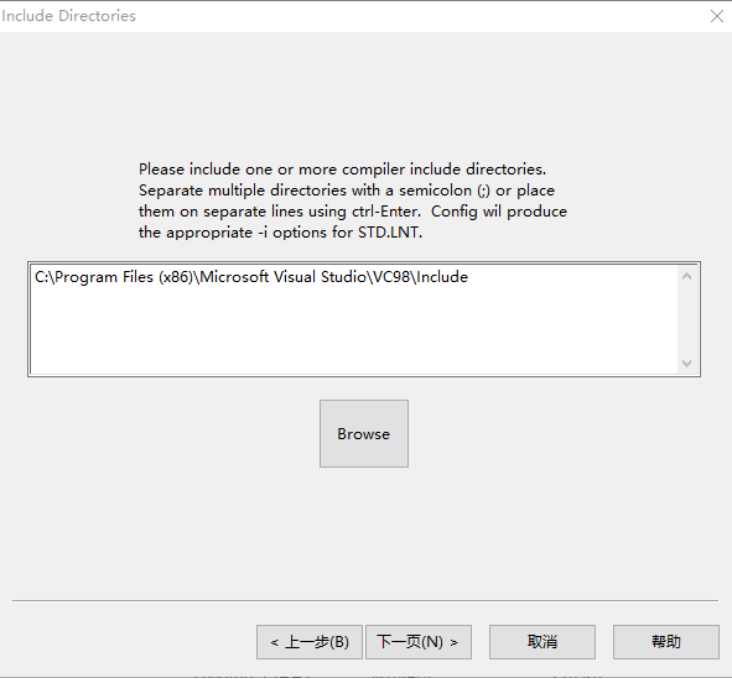 Include Directories
Please include one or more compiler include directories.
Separate multiple directories with a semicolon (;) or place
them on separate lines using ctrl-Enter.  Config wil produce
the appropriate -i options for STD.LNT.
C:\Program Files (x86)\Microsoft Visual Studio\VC98\Include
Browse
< 上一步(B) 下一页(N) > 取消 帮助